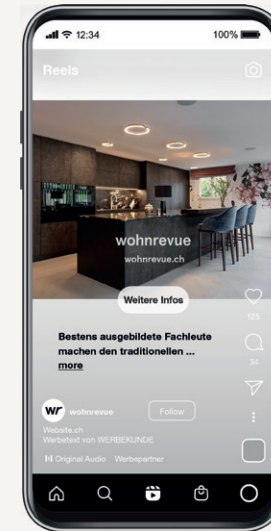 12:34
100%
Reels
wohnrevue
wohnrevue.ch
Weitere Infos
Bestens ausgebildete Fachleute
machen den traditionellen ...
more
125
34
wr wohnrevue Follow
Website.ch
Werbetext von WERBEKUNDE
Original Audio Werbepartner